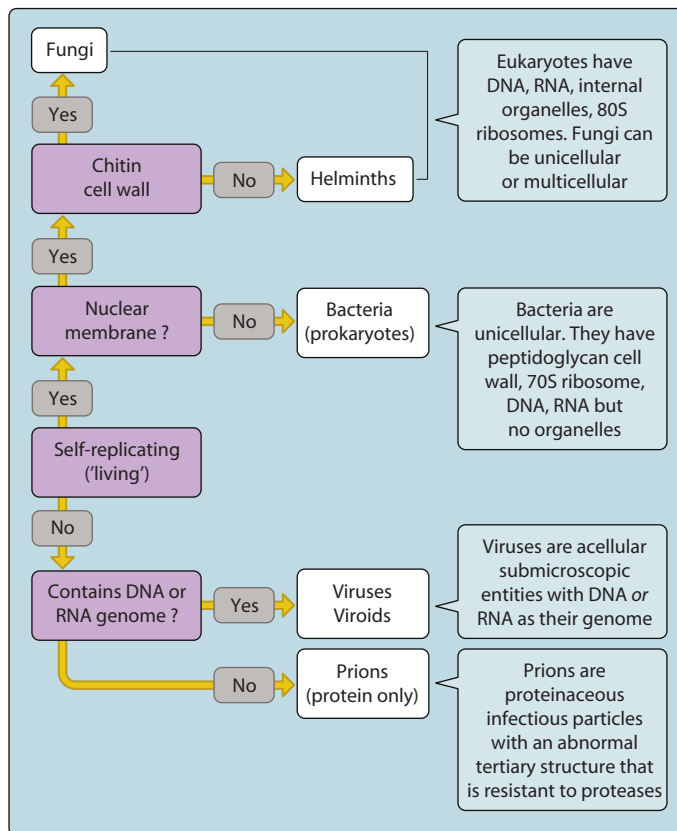 Fungi
Yes
Chitin
cell wall
No
Helminths
Eukaryotes have
DNA, RNA, internal
organelles, 80S
ribosomes. Fungi can
be unicellular
or multicellular
Yes
Nuclear
membrane ?
No
Bacteria
(prokaryotes)
Bacteria are
unicellular. They have
peptidoglycan cell
wall, 70S ribosome,
DNA, RNA but
no organelles
Yes
Self-replicating
('living')
No
Contains DNA or
RNA genome ?
Yes
Viruses
Viroids
Viruses are acellular
submicroscopic
entities with DNA or
RNA as their genome
No
Prions
(protein only)
Prions are
proteinaceous
infectious particles
with an abnormal
tertiary structure that
is resistant to proteases